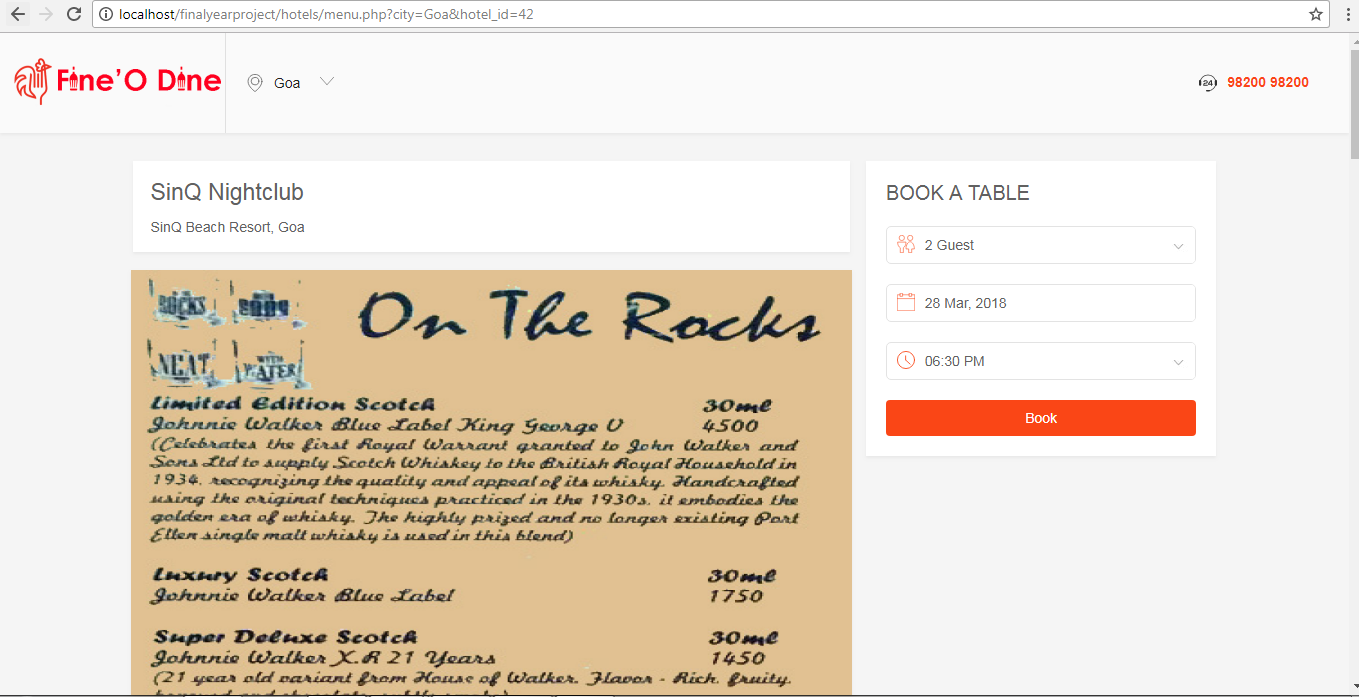 localhost/finalyearproject/hotels/menu.php?city=Goa&hotel_id=42
Fine'O Dine
Goa
24
98200 98200
SinQ Nightclub
SinQ Beach Resort, Goa
BOOK A TABLE
2 Guest
28 Mar, 2018
06:30 PM
Book
ROCKS
On The Rocks
NEAT
WITH
WATER
Limited Edition Scotch 30ml
Johnnie Walker Blue Label King George V 4500
(Celebrates the first Royal Warrant granted to John Walker and
Sons Ltd to supply Scotch Whiskey to the British Royal Household in
1934, recognizing the quality and appeal of its whisky. Handcrafted
using the original techniques practiced in the 1930s, it embodies the
golden era of whisky. The highly prized and no longer existing Port
Ellen single malt whisky is used in this blend)
Luxury Scotch 30ml
Johnnie Walker Blue Label 1750
Super Deluxe Scotch 30ml
Johnnie Walker X.R 21 Years 1450
(21 year old variant from House of Walker. Flavor - Rich, fruity,